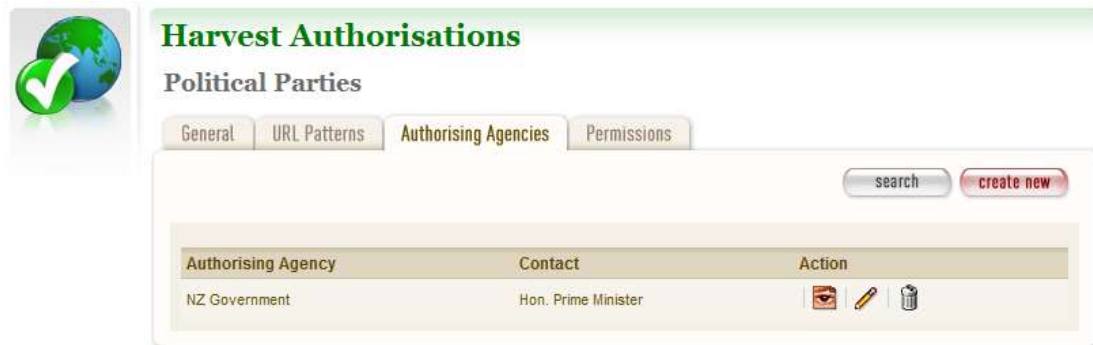 Harvest Authorisations
Political Parties
General URL Patterns Authorising Agencies Permissions
search create new
Authorising Agency Contact Action
NZ Government Hon. Prime Minister